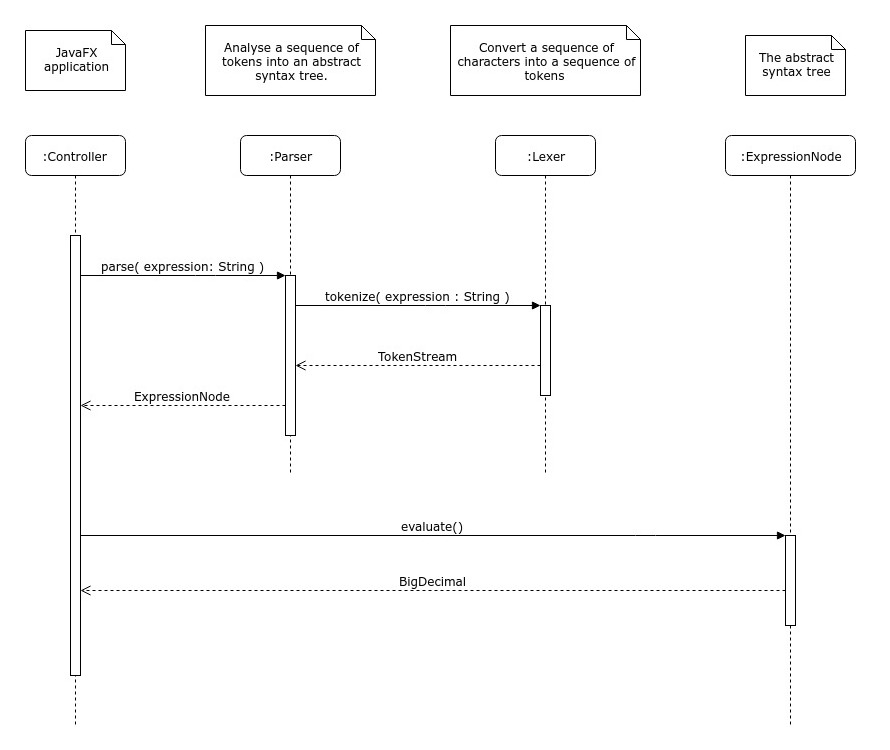 JavaFX
application
Analyse a sequence of
tokens into an abstract
syntax tree.
Convert a sequence of
characters into a sequence of
tokens
The abstract
syntax tree
:Controller
:Parser
:Lexer
:ExpressionNode
parse( expression: String )
tokenize( expression : String )
TokenStream
ExpressionNode
evaluate()
BigDecimal